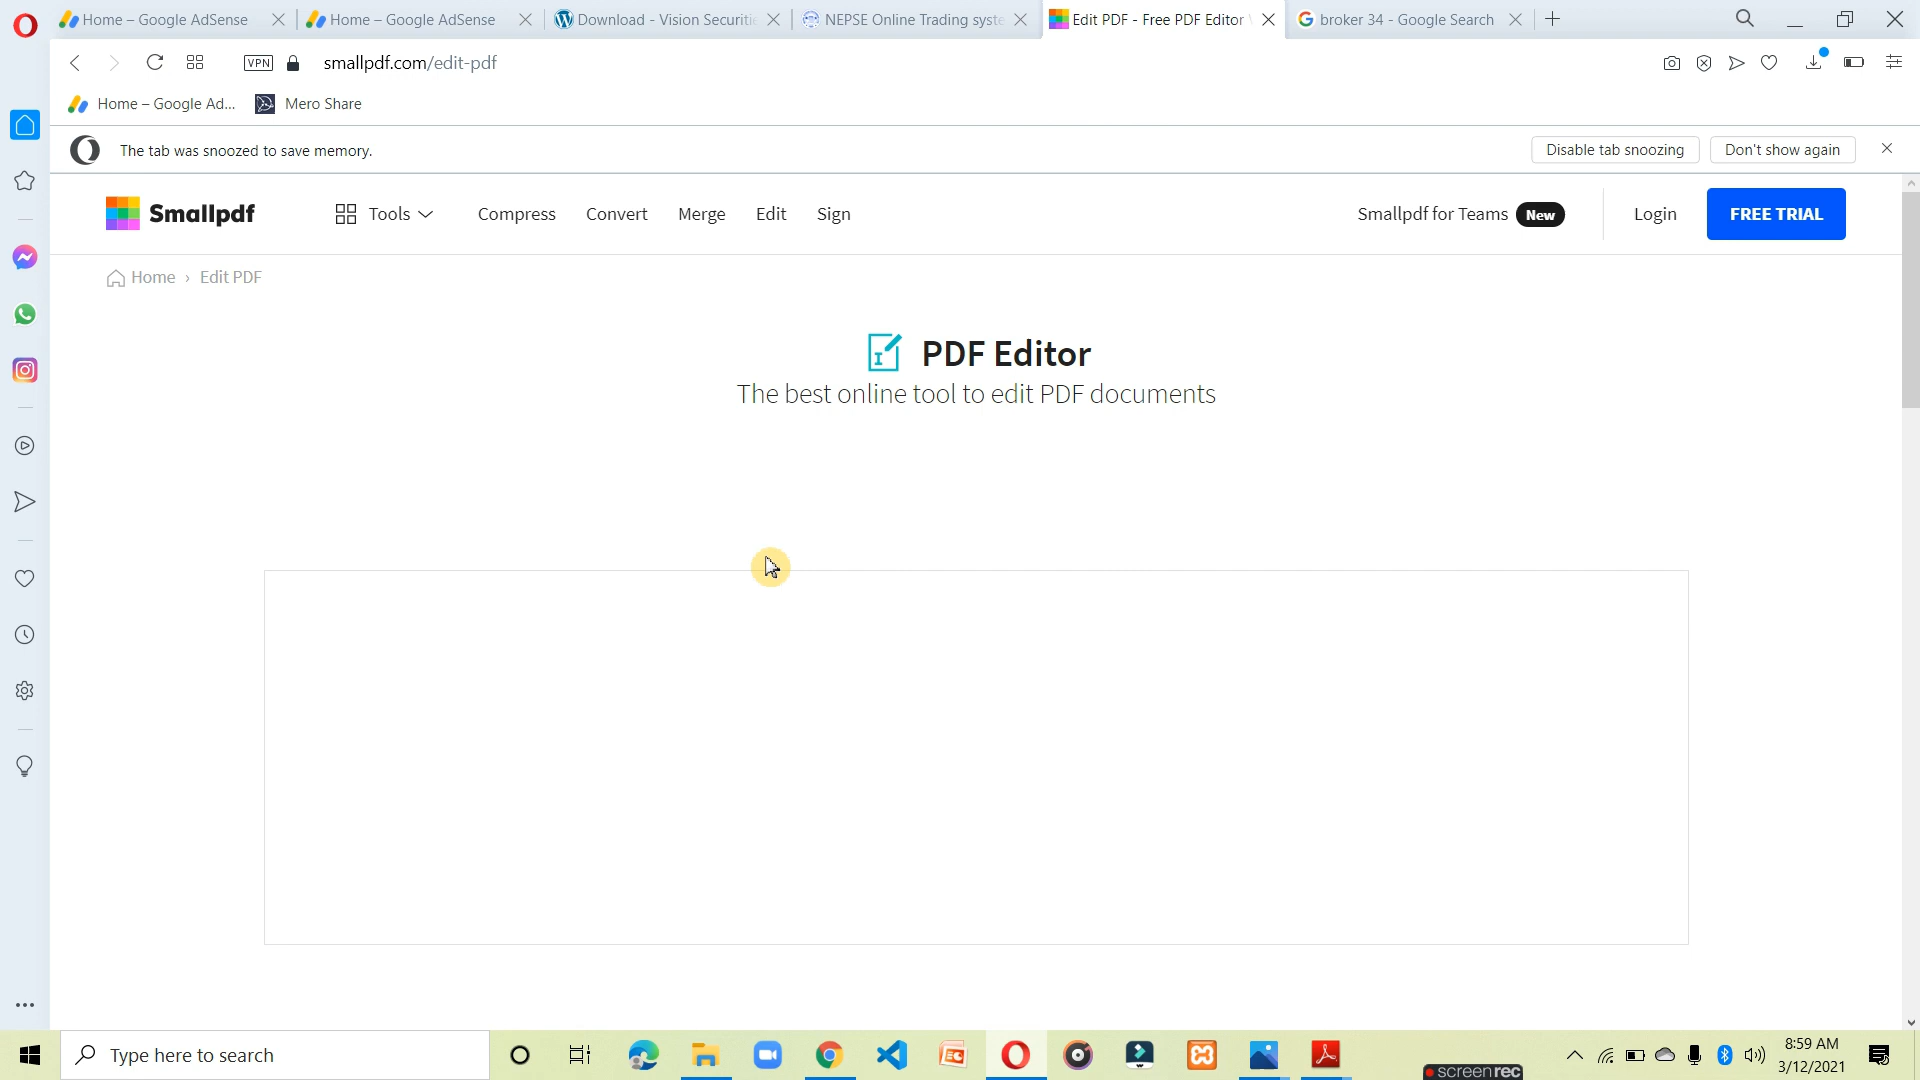 Home – Google AdSense
Home – Google AdSense
Download - Vision Securitie
NEPSE Online Trading syste
Edit PDF - Free PDF Editor
broker 34 - Google Search
VPN
smallpdf.com/edit-pdf
Home – Google Ad...
Mero Share
The tab was snoozed to save memory.
Disable tab snoozing
Don't show again
Smallpdf
Tools
Compress
Convert
Merge
Edit
Sign
Smallpdf for Teams
New
Login
FREE TRIAL
Home › Edit PDF
PDF Editor
The best online tool to edit PDF documents
Type here to search
screenrec
8:59 AM
3/12/2021